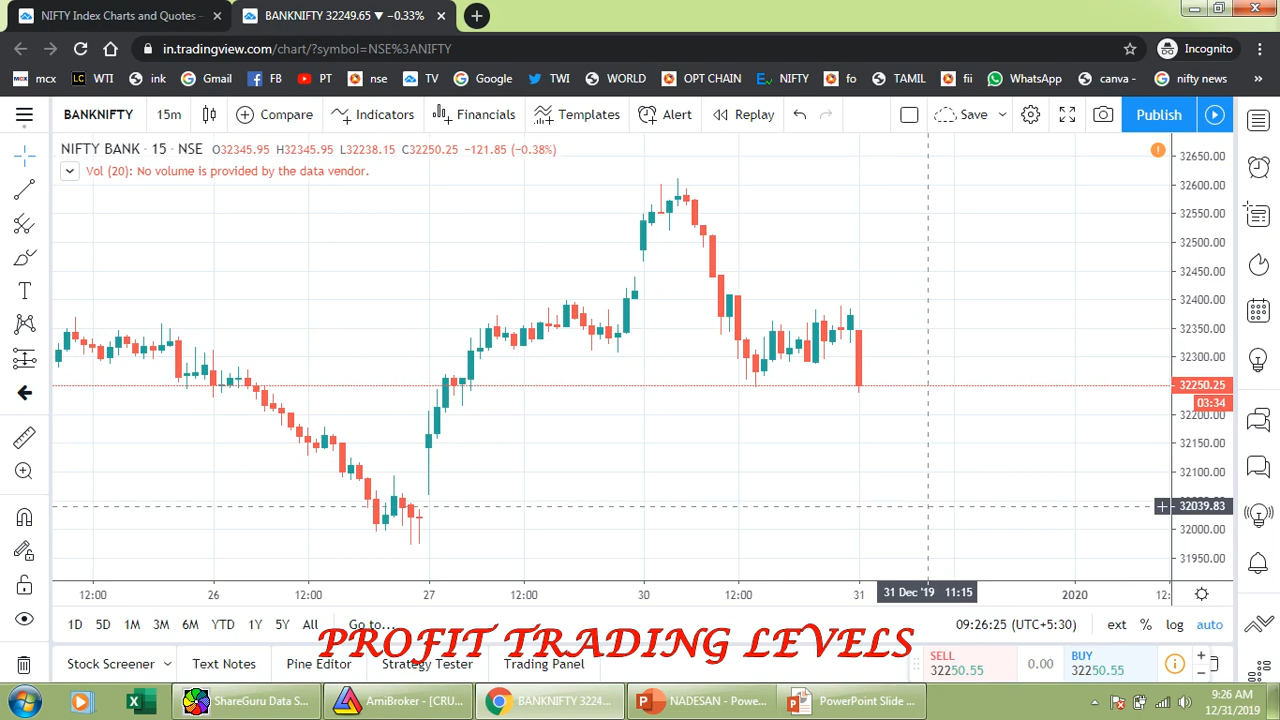 NIFTY Index Charts and Quotes -
BANKNIFTY 32249.65 ▼ −0.33%
in.tradingview.com/chart/?symbol=NSE%3ANIFTY
Incognito
mcx WTI ink Gmail FB PT nse TV Google TWI WORLD OPT CHAIN NIFTY fo TAMIL fii WhatsApp canva - nifty news »
BANKNIFTY 15m Compare Indicators Financials Templates Alert Replay Save Publish
NIFTY BANK · 15 · NSE O32345.95 H32345.95 L32238.15 C32250.25 −121.85 (−0.38%)
Vol (20): No volume is provided by the data vendor.
32650.00
32600.00
32550.00
32500.00
32450.00
32400.00
32350.00
32300.00
32250.25
03:34
32200.00
32150.00
32100.00
32039.83
32000.00
31950.00
12:00 26 12:00 27 12:00 30 12:00 31 31 Dec '19 11:15 2020 12:
1D 5D 1M 3M 6M YTD 1Y 5Y All Go to... 09:26:25 (UTC+5:30) ext % log auto
PROFIT TRADING LEVELS
Stock Screener Text Notes Pine Editor Strategy Tester Trading Panel
SELL
32250.55
0.00
BUY
32250.55
ShareGuru Data S... AmiBroker - [CRU... BANKNIFTY 3224... NADESAN - Powe... PowerPoint Slide ...
9:26 AM
12/31/2019